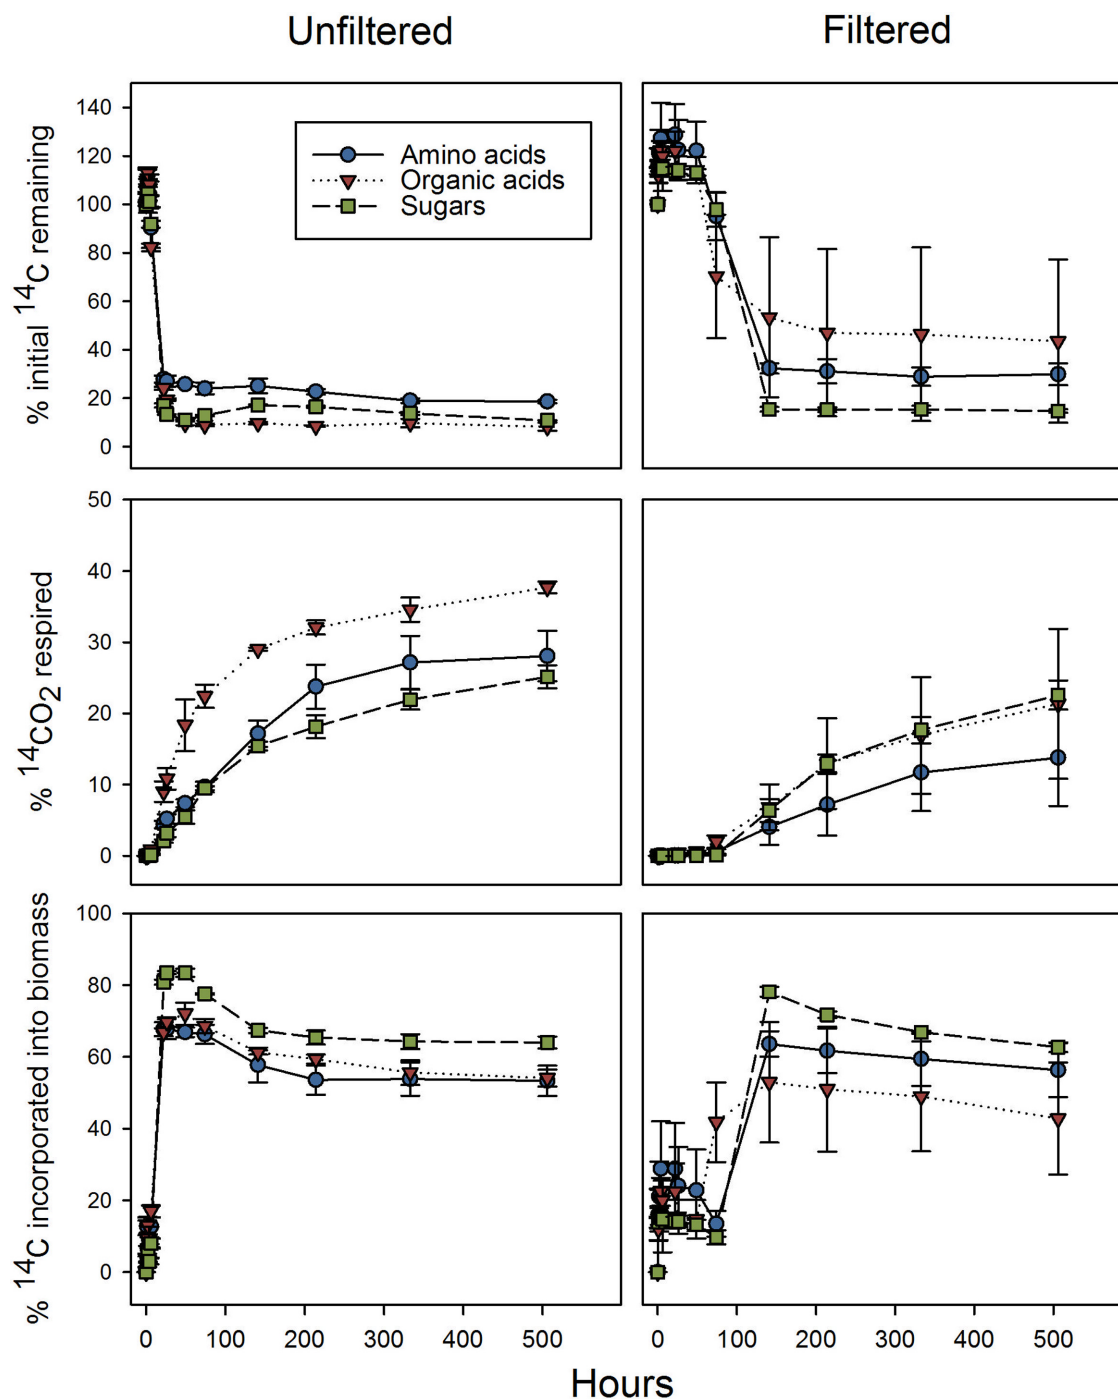 Unfiltered Filtered
% initial ¹⁴C remaining
140
120
100
80
60
40
20
0
Amino acids
Organic acids
Sugars
% ¹⁴CO₂ respired
50
40
30
20
10
0
% ¹⁴C incorporated into biomass
100
80
60
40
20
0
0 100 200 300 400 500 0 100 200 300 400 500
Hours